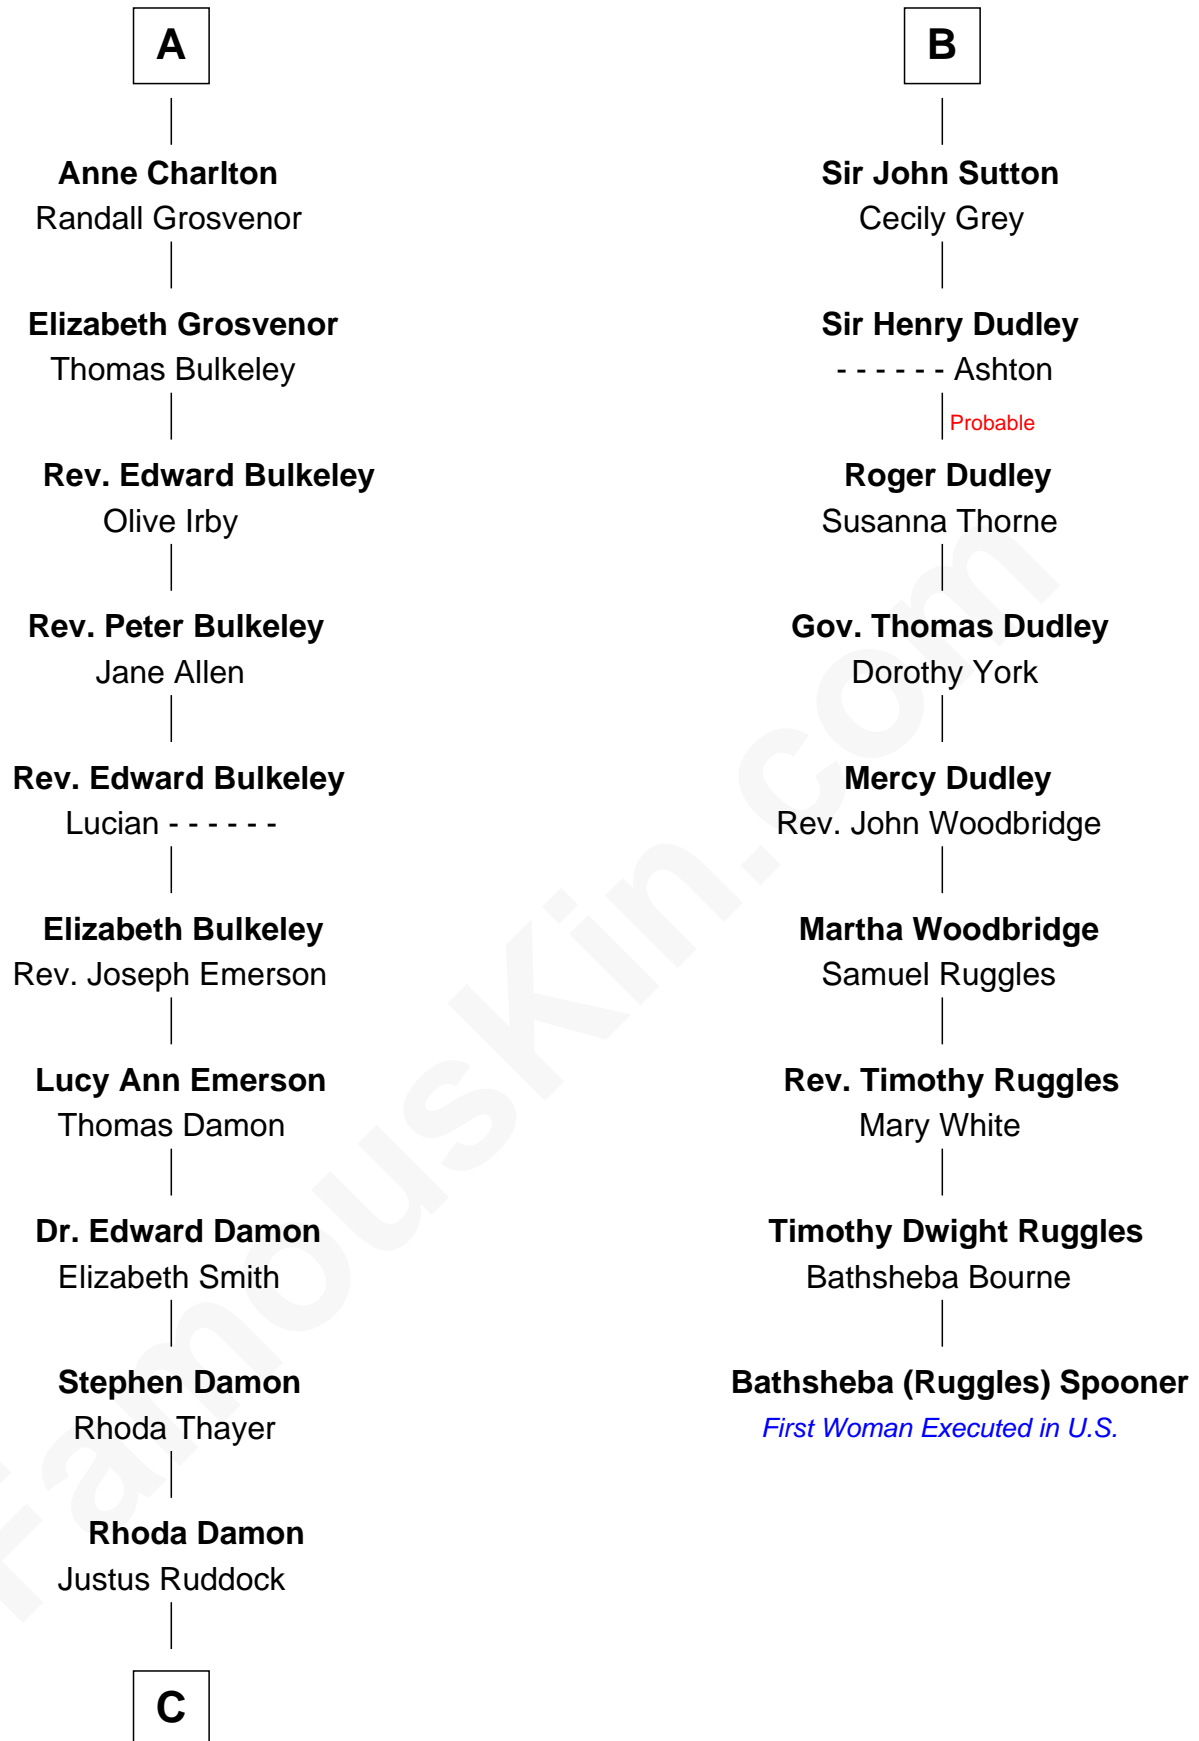 A
Anne Charlton
Randall Grosvenor
Elizabeth Grosvenor
Thomas Bulkeley
Rev. Edward Bulkeley
Olive Irby
Rev. Peter Bulkeley
Jane Allen
Rev. Edward Bulkeley
Lucian - - - - - -
Elizabeth Bulkeley
Rev. Joseph Emerson
Lucy Ann Emerson
Thomas Damon
Dr. Edward Damon
Elizabeth Smith
Stephen Damon
Rhoda Thayer
Rhoda Damon
Justus Ruddock
C
B
Sir John Sutton
Cecily Grey
Sir Henry Dudley
- - - - - - Ashton
Probable
Roger Dudley
Susanna Thorne
Gov. Thomas Dudley
Dorothy York
Mercy Dudley
Rev. John Woodbridge
Martha Woodbridge
Samuel Ruggles
Rev. Timothy Ruggles
Mary White
Timothy Dwight Ruggles
Bathsheba Bourne
Bathsheba (Ruggles) Spooner
First Woman Executed in U.S.
FamousKin.com